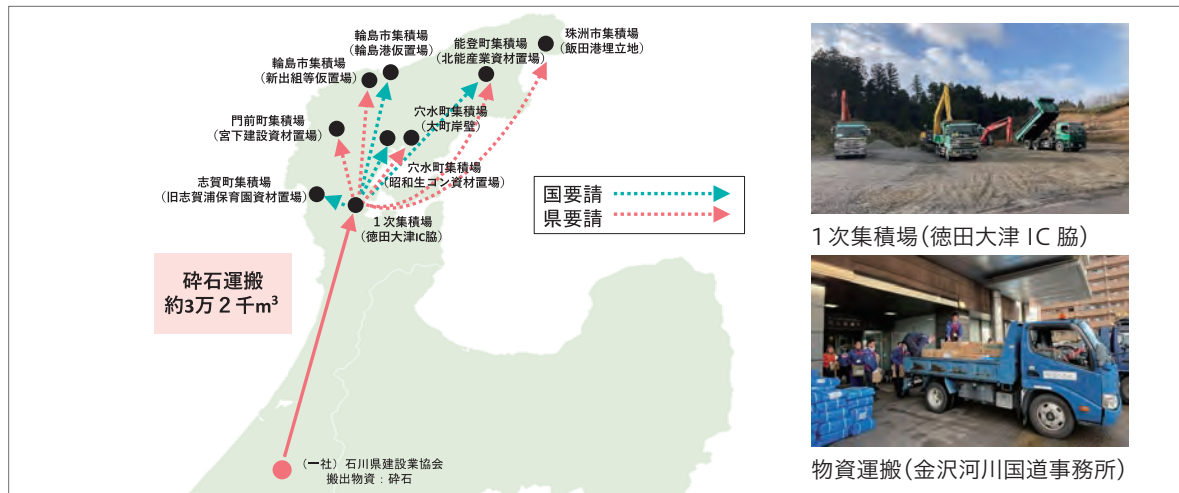 輪島市集積場
(輪島港仮置場)
能登町集積場
(北能産業資材置場)
珠洲市集積場
(飯田港埋立地)
輪島市集積場
(新出組等仮置場)
門前町集積場
(宮下建設資材置場)
穴水町集積場
(太町岸壁)
穴水町集積場
(昭和生コン資材置場)
志賀町集積場
(旧志賀浦保育園資材置場)
1次集積場
(徳田大津IC脇)
国要請
県要請
砕石運搬
約3万2千m³
(一社)石川県建設業協会
搬出物資:砕石
1次集積場(徳田大津 IC 脇)
物資運搬(金沢河川国道事務所)